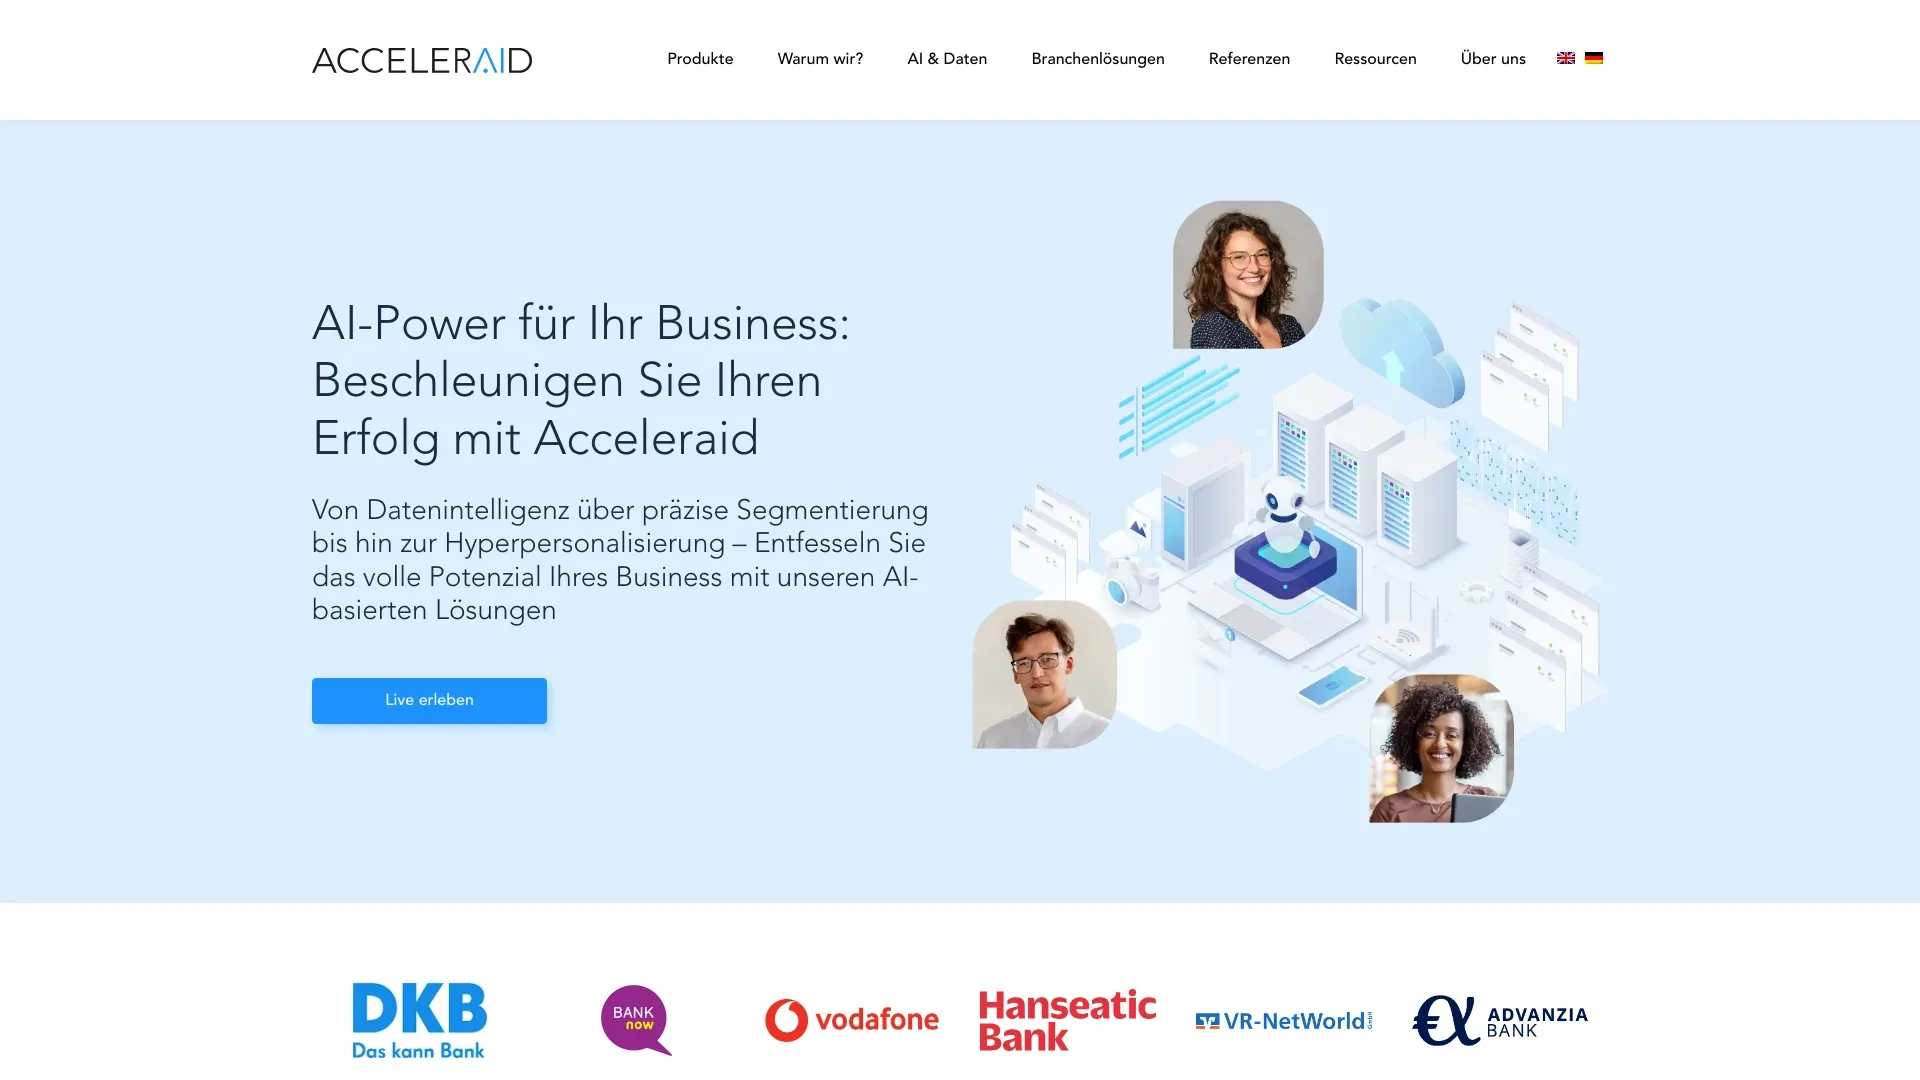 ACCELERAID
Produkte
Warum wir?
AI & Daten
Branchenlösungen
Referenzen
Ressourcen
Über uns
AI-Power für Ihr Business:
Beschleunigen Sie Ihren
Erfolg mit Acceleraid
Von Datenintelligenz über präzise Segmentierung
bis hin zur Hyperpersonalisierung – Entfesseln Sie
das volle Potenzial Ihres Business mit unseren AI-
basierten Lösungen
Live erleben
DKB
Das kann Bank
BANK
now
vodafone
Hanseatic
Bank
VR-NetWorld GmbH
€α ADVANZIA
BANK